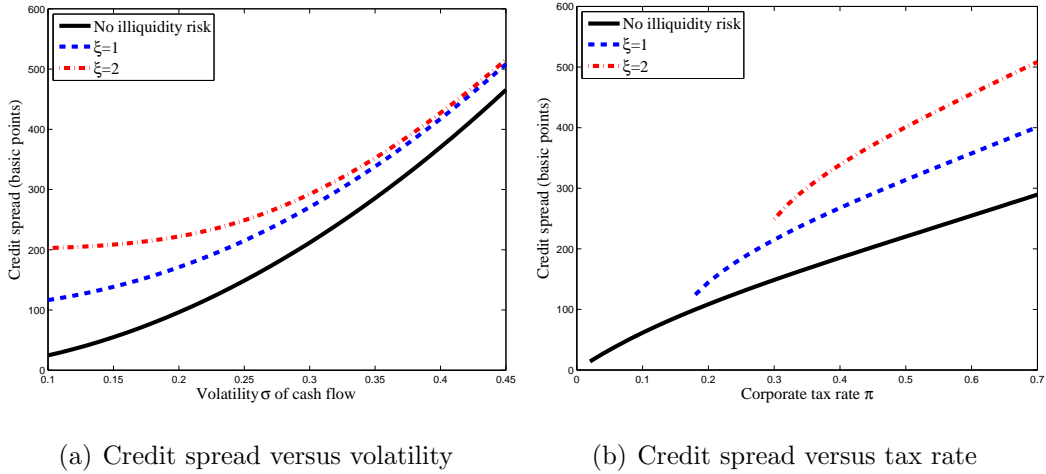 600
500
400
300
200
100
0
Credit spread (basic points)
No illiquidity risk
ξ=1
ξ=2
0.1 0.15 0.2 0.25 0.3 0.35 0.4 0.45
Volatility σ of cash flow
(a) Credit spread versus volatility
600
500
400
300
200
100
0
Credit spread (basic points)
No illiquidity risk
ξ=1
ξ=2
0 0.1 0.2 0.3 0.4 0.5 0.6 0.7
Corporate tax rate π
(b) Credit spread versus tax rate